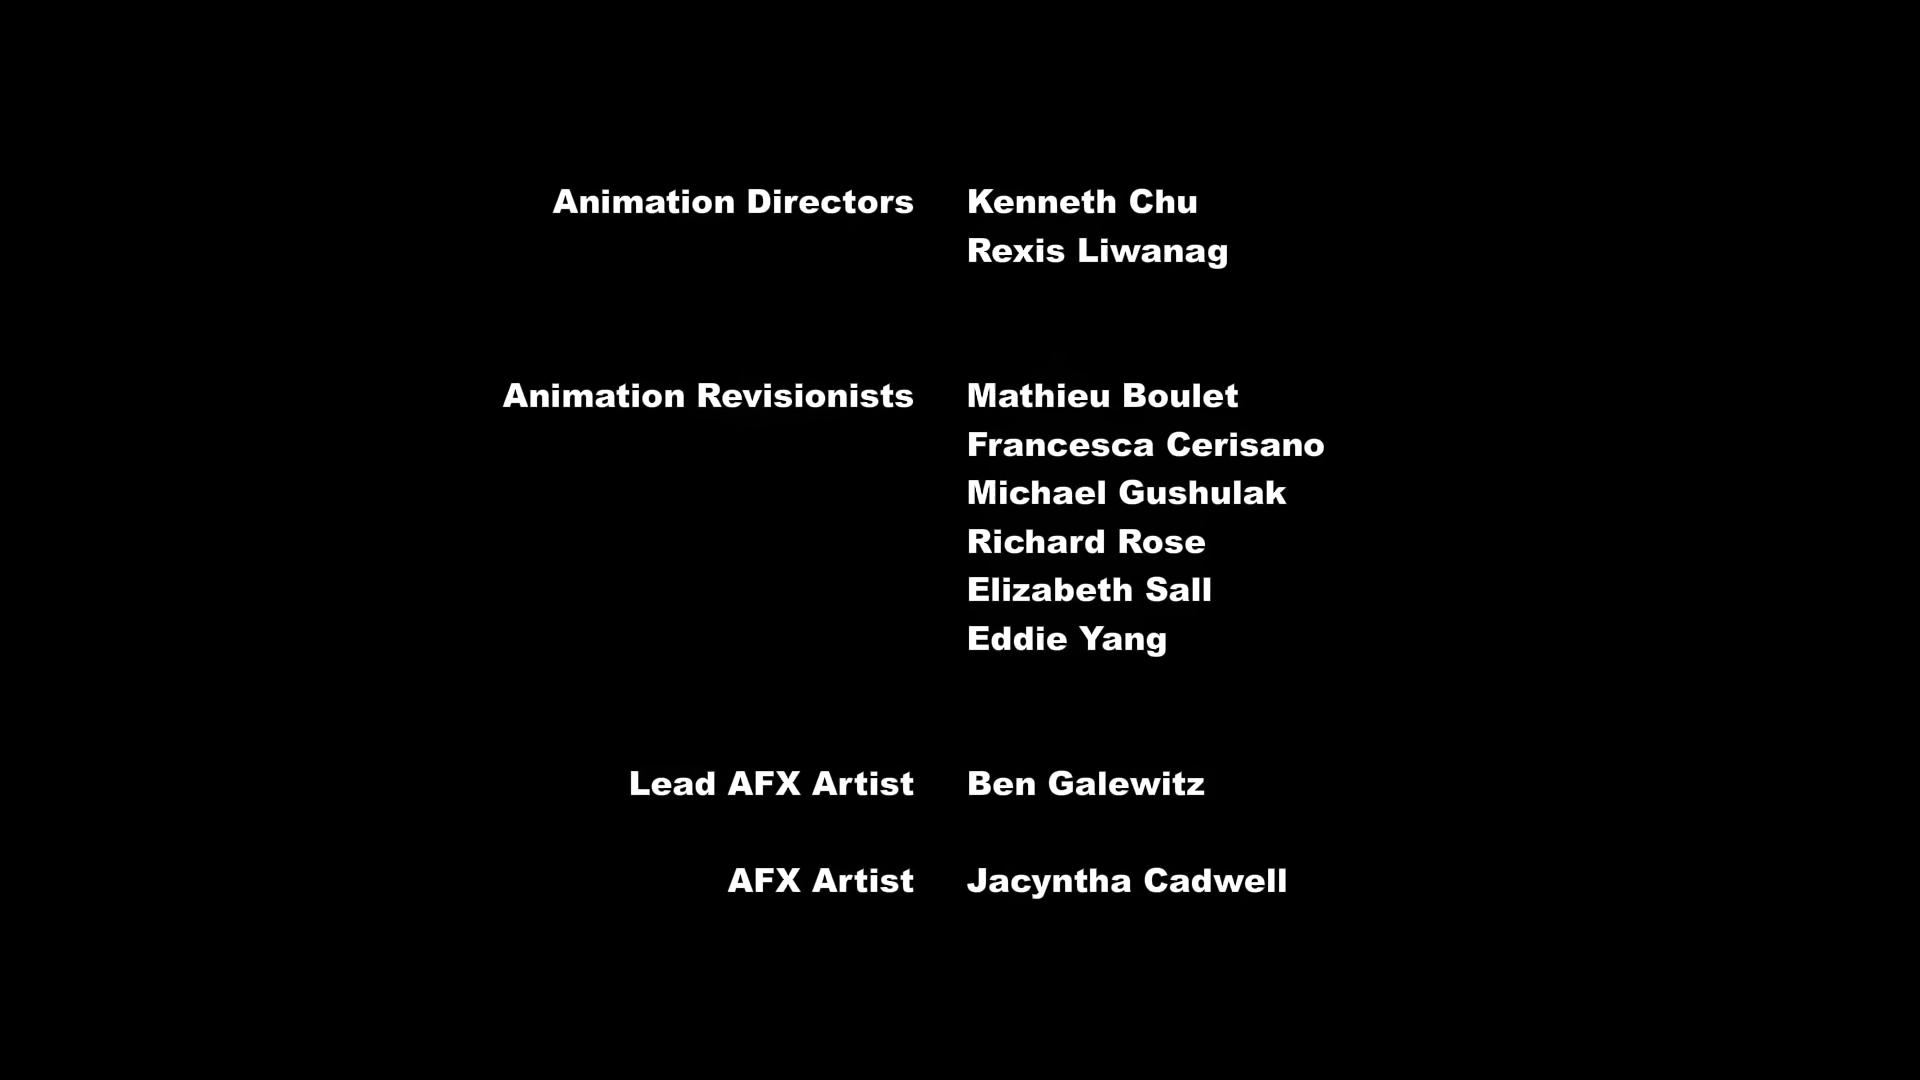 Animation Directors Kenneth Chu
Rexis Liwanag
Animation Revisionists Mathieu Boulet
Francesca Cerisano
Michael Gushulak
Richard Rose
Elizabeth Sall
Eddie Yang
Lead AFX Artist Ben Galewitz
AFX Artist Jacyntha Cadwell